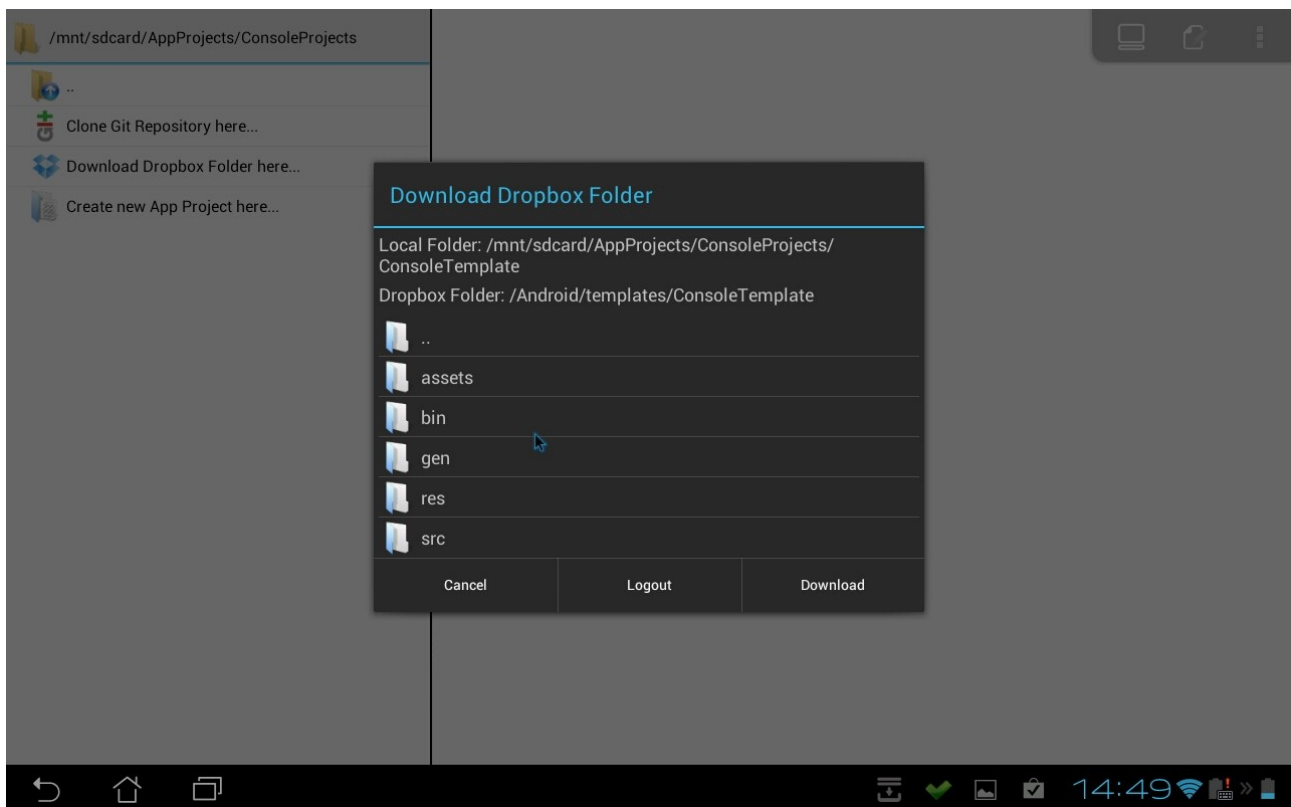 /mnt/sdcard/AppProjects/ConsoleProjects
..
Clone Git Repository here...
Download Dropbox Folder here...
Create new App Project here...
Download Dropbox Folder
Local Folder: /mnt/sdcard/AppProjects/ConsoleProjects/
ConsoleTemplate
Dropbox Folder: /Android/templates/ConsoleTemplate
..
assets
bin
gen
res
src
Cancel
Logout
Download
14:49